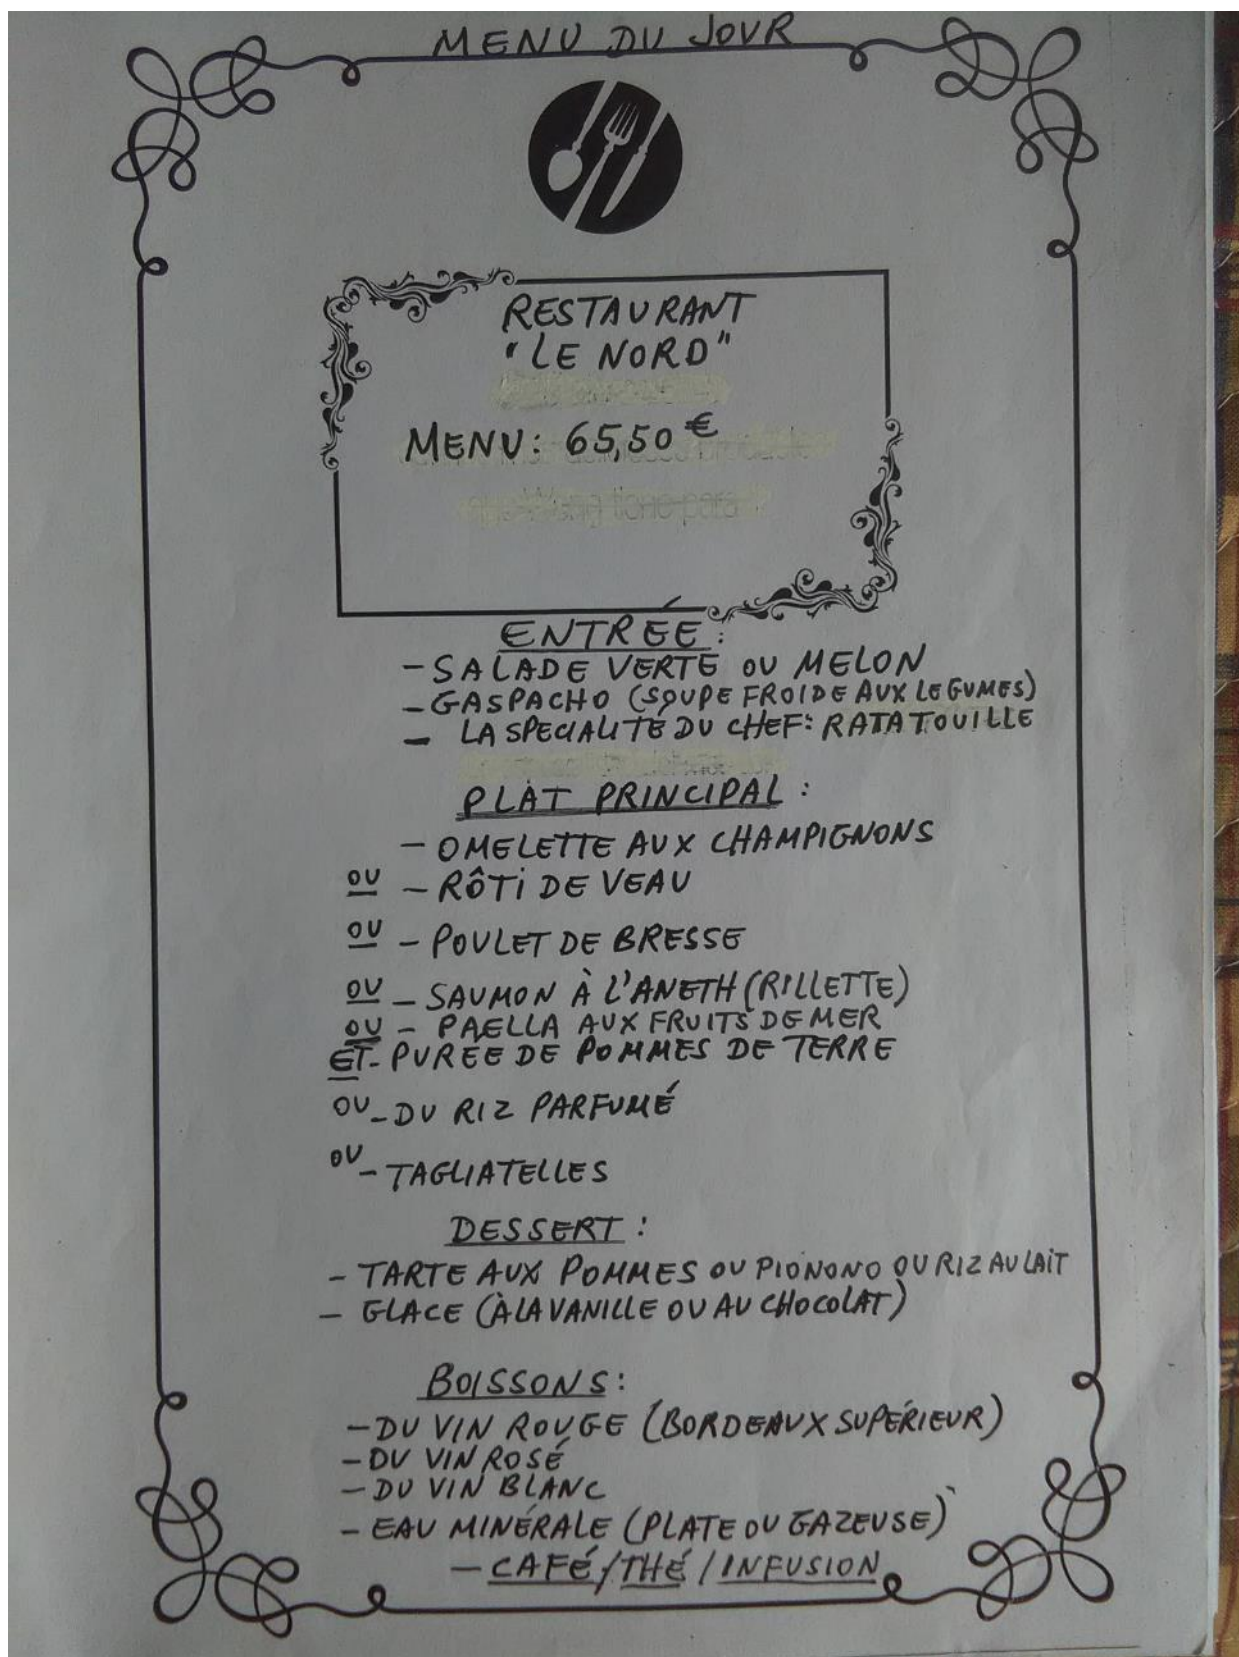 MENU DU JOUR
RESTAURANT
"LE NORD"
MENU: 65,50 €
ENTRÉE:
- SALADE VERTE OU MELON
- GASPACHO (SOUPE FROIDE AUX LEGUMES)
- LA SPECIALITÉ DU CHEF: RATATOUILLE
PLAT PRINCIPAL:
- OMELETTE AUX CHAMPIGNONS
OU - RÔTI DE VEAU
OU - POULET DE BRESSE
OU - SAUMON À L'ANETH (RILLETTE)
OU - PAELLA AUX FRUITS DE MER
ET- PURÉE DE POMMES DE TERRE
OU - DU RIZ PARFUMÉ
OU - TAGLIATELLES
DESSERT:
- TARTE AUX POMMES OU PIONONO OU RIZ AU LAIT
- GLACE (À LA VANILLE OU AU CHOCOLAT)
BOISSONS:
- DU VIN ROUGE (BORDEAUX SUPÉRIEUR)
- DU VIN ROSÉ
- DU VIN BLANC
- EAU MINÉRALE (PLATE OU GAZEUSE)
- CAFÉ / THÉ / INFUSION